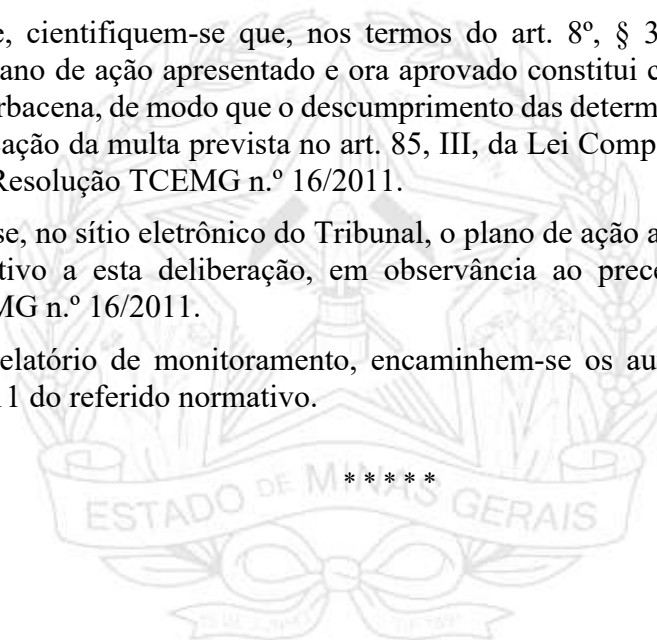 e, cientifiquem-se que, nos termos do art. 8º, § 3
ano de ação apresentado e ora aprovado constitui c
rbacena, de modo que o descumprimento das determ
ação da multa prevista no art. 85, III, da Lei Comp
Resolução TCEMG n.º 16/2011.
se, no sítio eletrônico do Tribunal, o plano de ação a
tivo a esta deliberação, em observância ao prece
MG n.º 16/2011.
elatório de monitoramento, encaminhem-se os au
11 do referido normativo.
* * * * *
ESTADO DE MINAS GERAIS